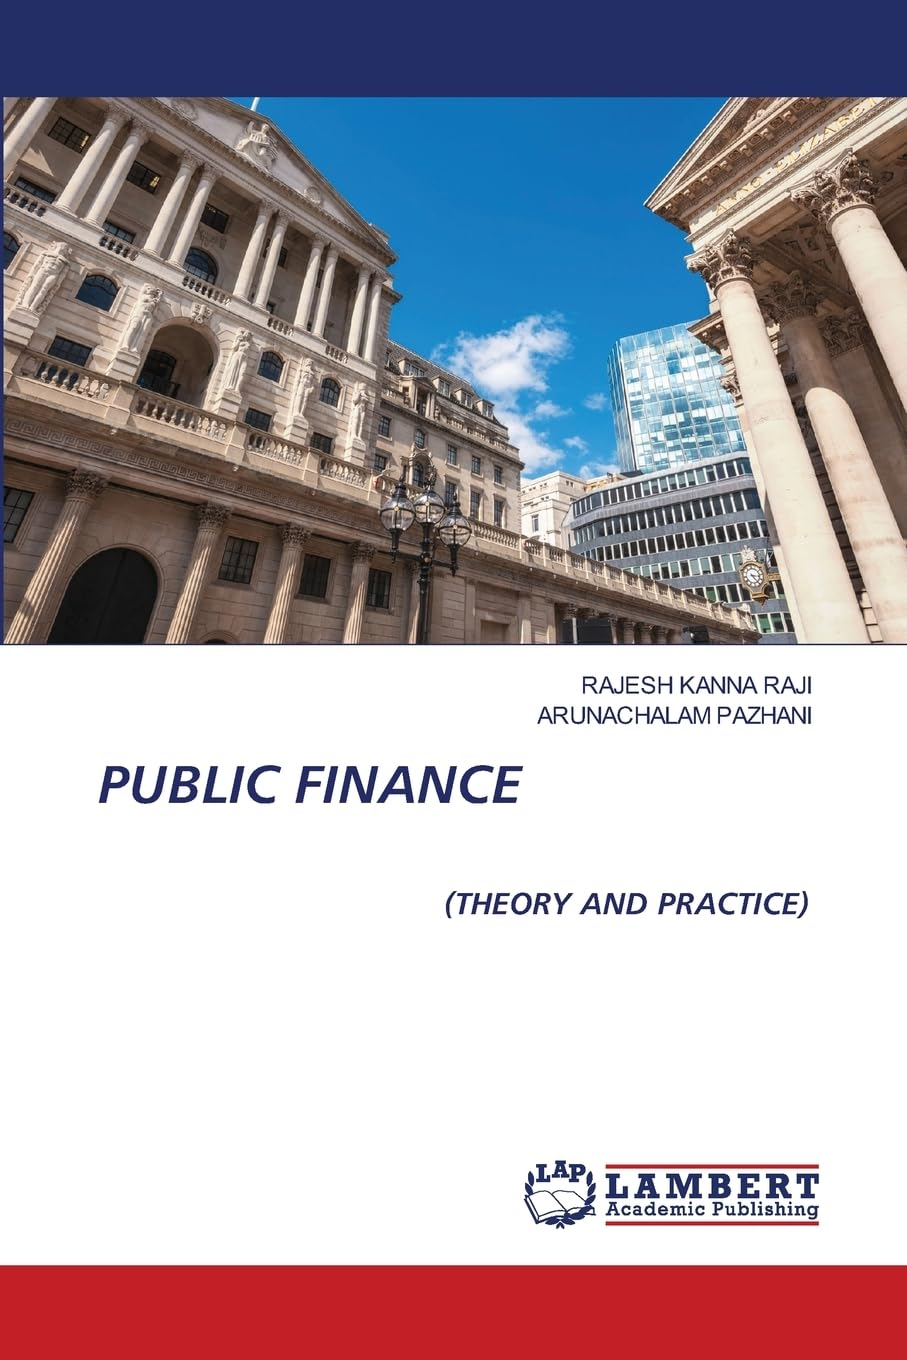 RAJESH KANNA RAJI
ARUNACHALAM PAZHANI
PUBLIC FINANCE
(THEORY AND PRACTICE)
LAP
LAMBERT
Academic Publishing